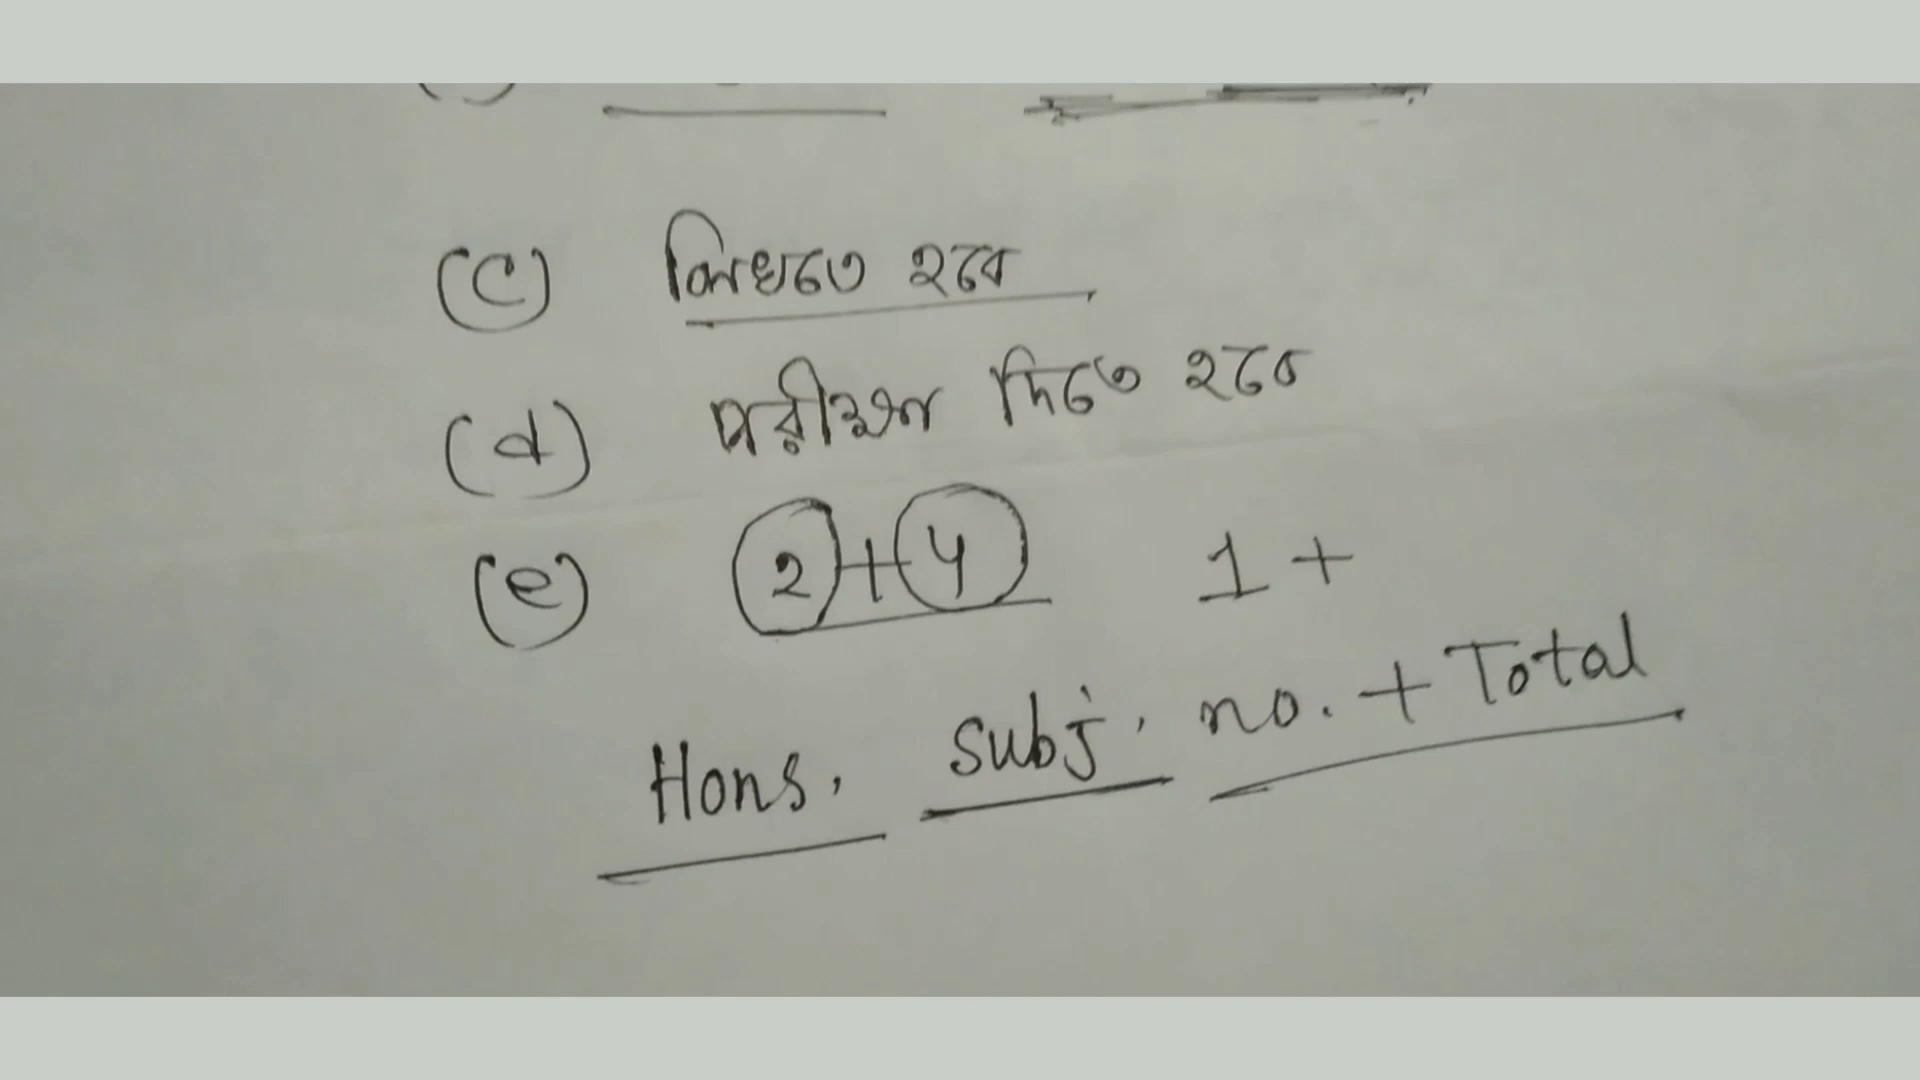 (c) লিখতে হবে
(d) পরীক্ষা দিতে হবে
(e) 2+4 1+
Hons. subj. no. + Total